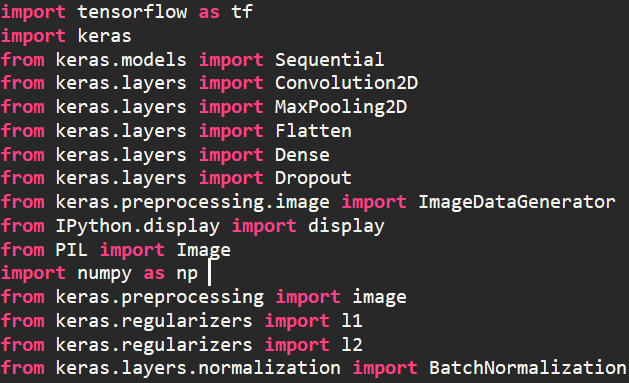 import tensorflow as tf
import keras
from keras.models import Sequential
from keras.layers import Convolution2D
from keras.layers import MaxPooling2D
from keras.layers import Flatten
from keras.layers import Dense
from keras.layers import Dropout
from keras.preprocessing.image import ImageDataGenerator
from IPython.display import display
from PIL import Image
import numpy as np
from keras.preprocessing import image
from keras.regularizers import l1
from keras.regularizers import l2
from keras.layers.normalization import BatchNormalization